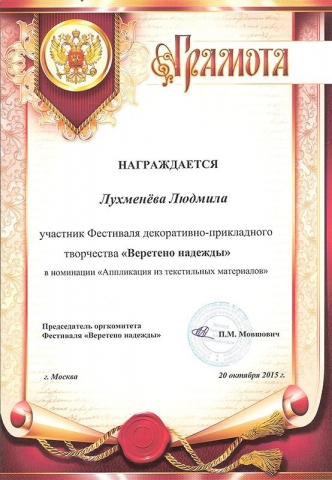 Грамота
НАГРАЖДАЕТСЯ
Лухменёва Людмила
участник Фестиваля декоративно-прикладного
творчества «Веретено надежды»
в номинации «Аппликация из текстильных материалов»
Председатель оргкомитета
Фестиваля «Веретено надежды»
П.М. Мовшович
г. Москва
20 октября 2015 г.